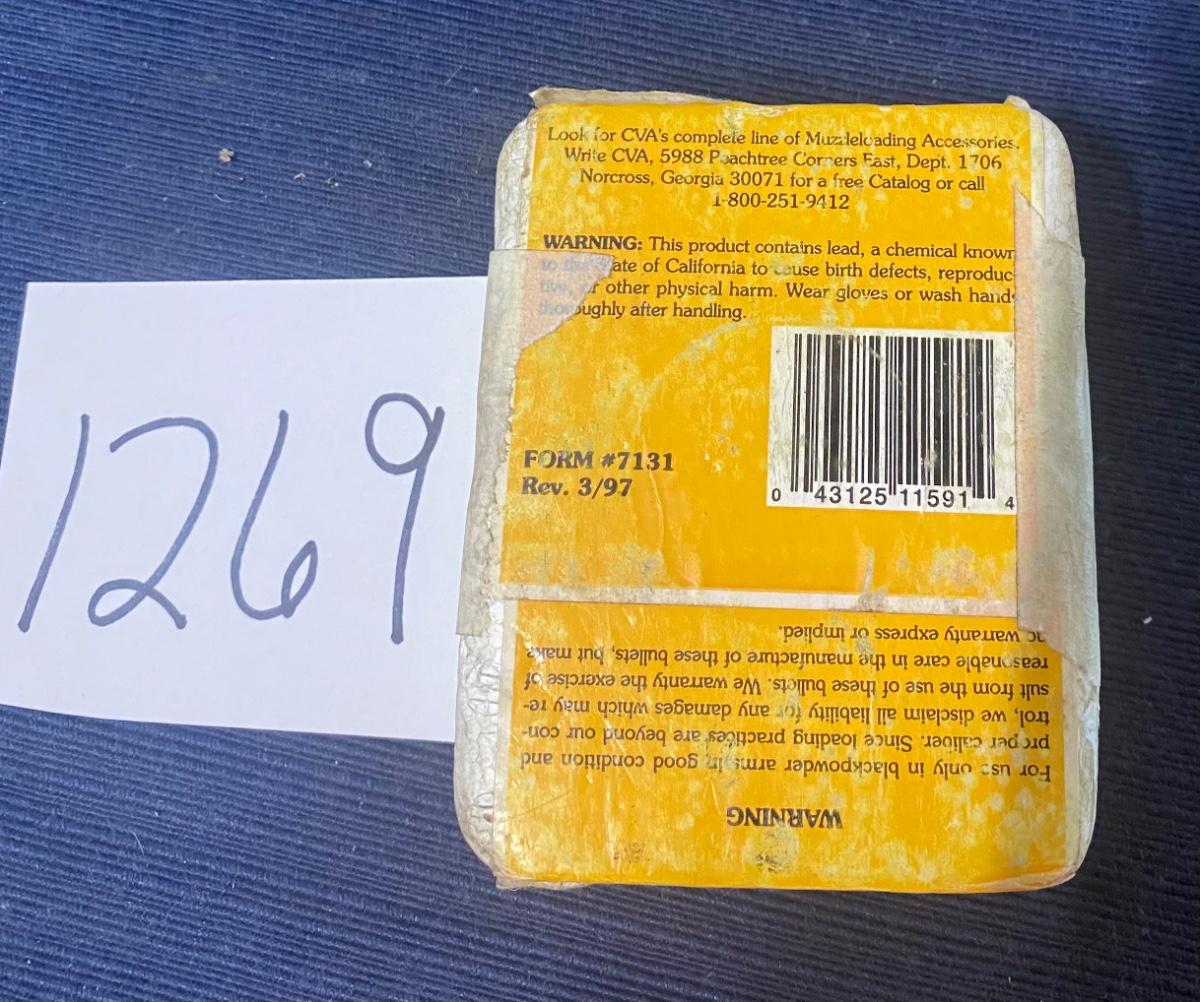 1269
Look for CVA's complete line of Muzzleloading Accessories.
Write CVA, 5988 Peachtree Corners East, Dept. 1706
Norcross, Georgia 30071 for a free Catalog or call
1-800-251-9412
WARNING: This product contains lead, a chemical known
to the State of California to cause birth defects, reproduc-
tive, or other physical harm. Wear gloves or wash hands
thoroughly after handling.
FORM #7131
Rev. 3/97
0 43125 11591 4
WARNING
For use only in blackpowder arms in good condition and
proper caliber. Since loading practices are beyond our con-
trol, we disclaim all liability for any damages which may re-
sult from the use of these bullets. We warranty the exercise of
reasonable care in the manufacture of these bullets, but make
no warranty express or implied.